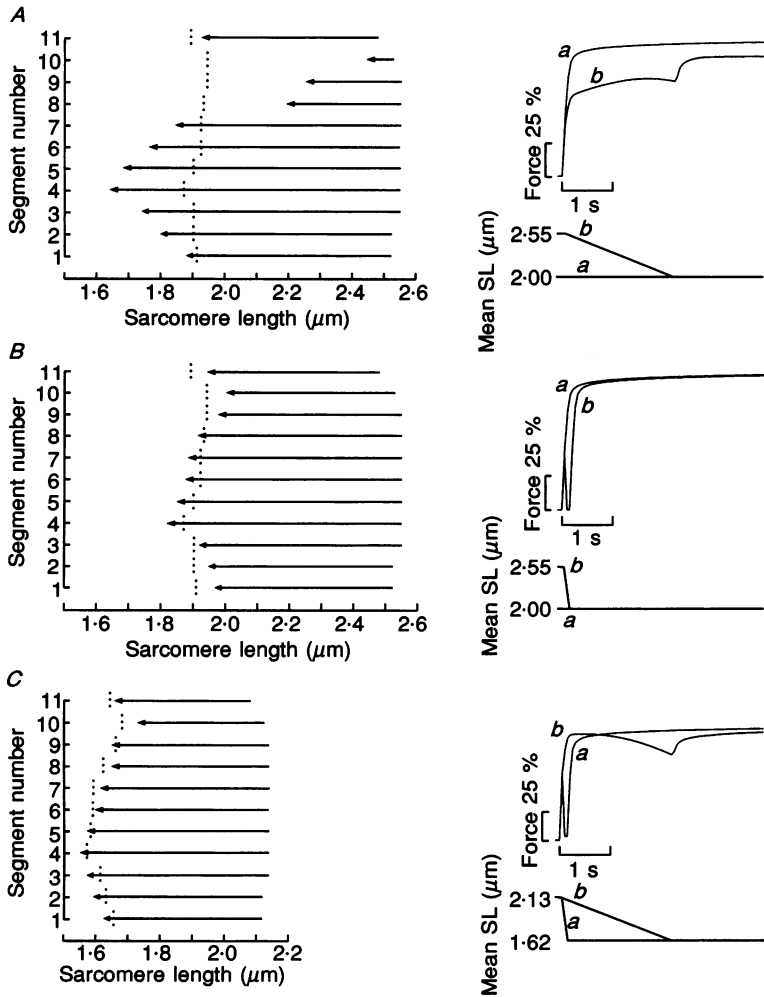 A
11
10
9
8
7
6
5
4
3
2
1
Segment number
1·6 1·8 2·0 2·2 2·4 2·6
Sarcomere length (μm)
a
b
Force 25 %
1 s
Mean SL (μm)
2·55
b
a
2·00
B
11
10
9
8
7
6
5
4
3
2
1
Segment number
1·6 1·8 2·0 2·2 2·4 2·6
Sarcomere length (μm)
a
b
Force 25 %
1 s
Mean SL (μm)
2·55
b
2·00
a
C
11
10
9
8
7
6
5
4
3
2
1
Segment number
1·6 1·8 2·0 2·2
Sarcomere length (μm)
b
a
Force 25 %
1 s
Mean SL (μm)
2·13
b
a
1·62